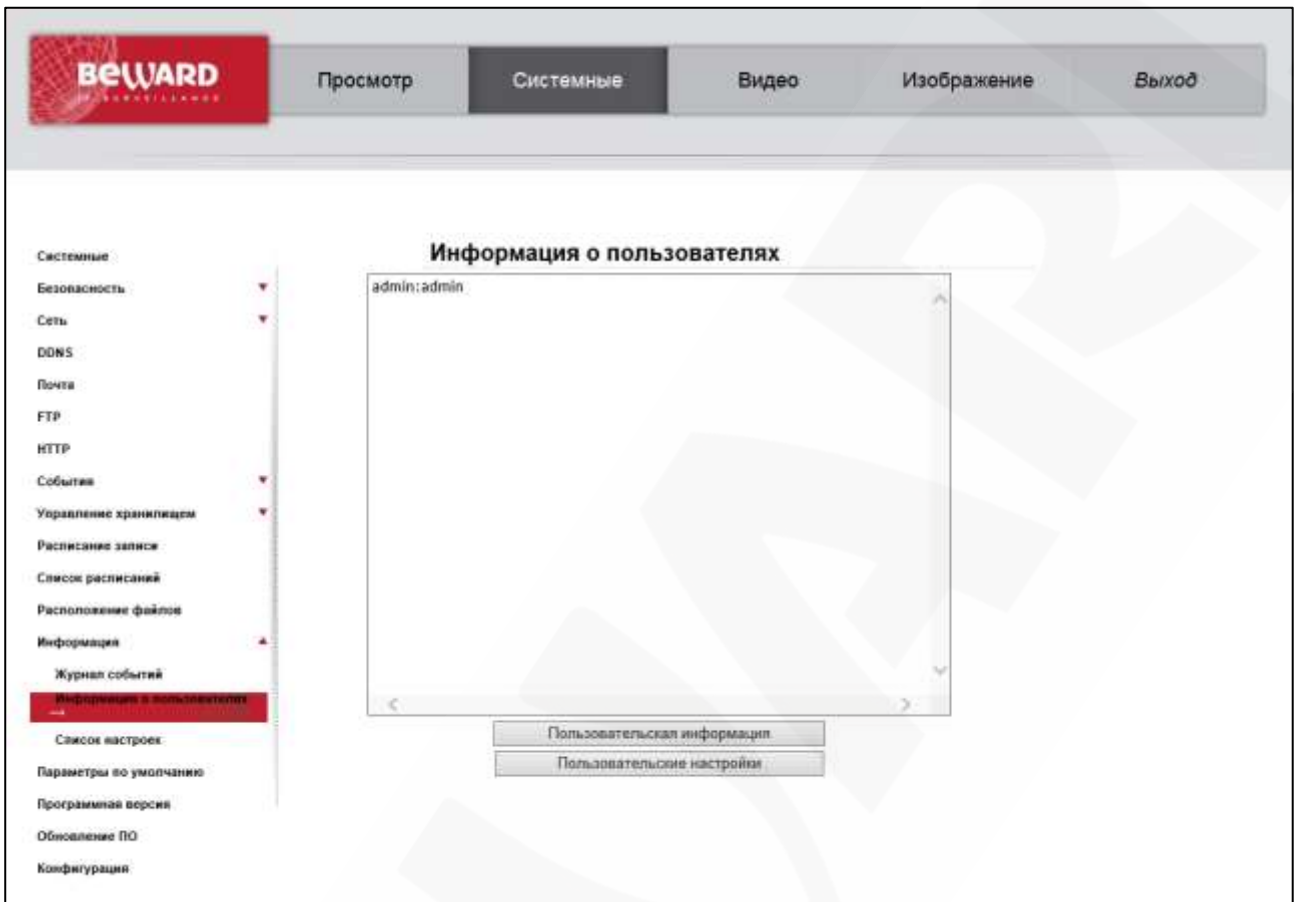 BEWARD
IP SURVEILLANCE
Просмотр
Системные
Видео
Изображение
Выход
Системные
Безопасность
Сеть
DDNS
Почта
FTP
HTTP
События
Управление хранилищем
Расписание записи
Список расписаний
Расположение файлов
Информация
Журнал событий
Информация о пользователях
Список настроек
Параметры по умолчанию
Программная версия
Обновление ПО
Конфигурация
Информация о пользователях
admin:admin
Пользовательская информация
Пользовательские настройки